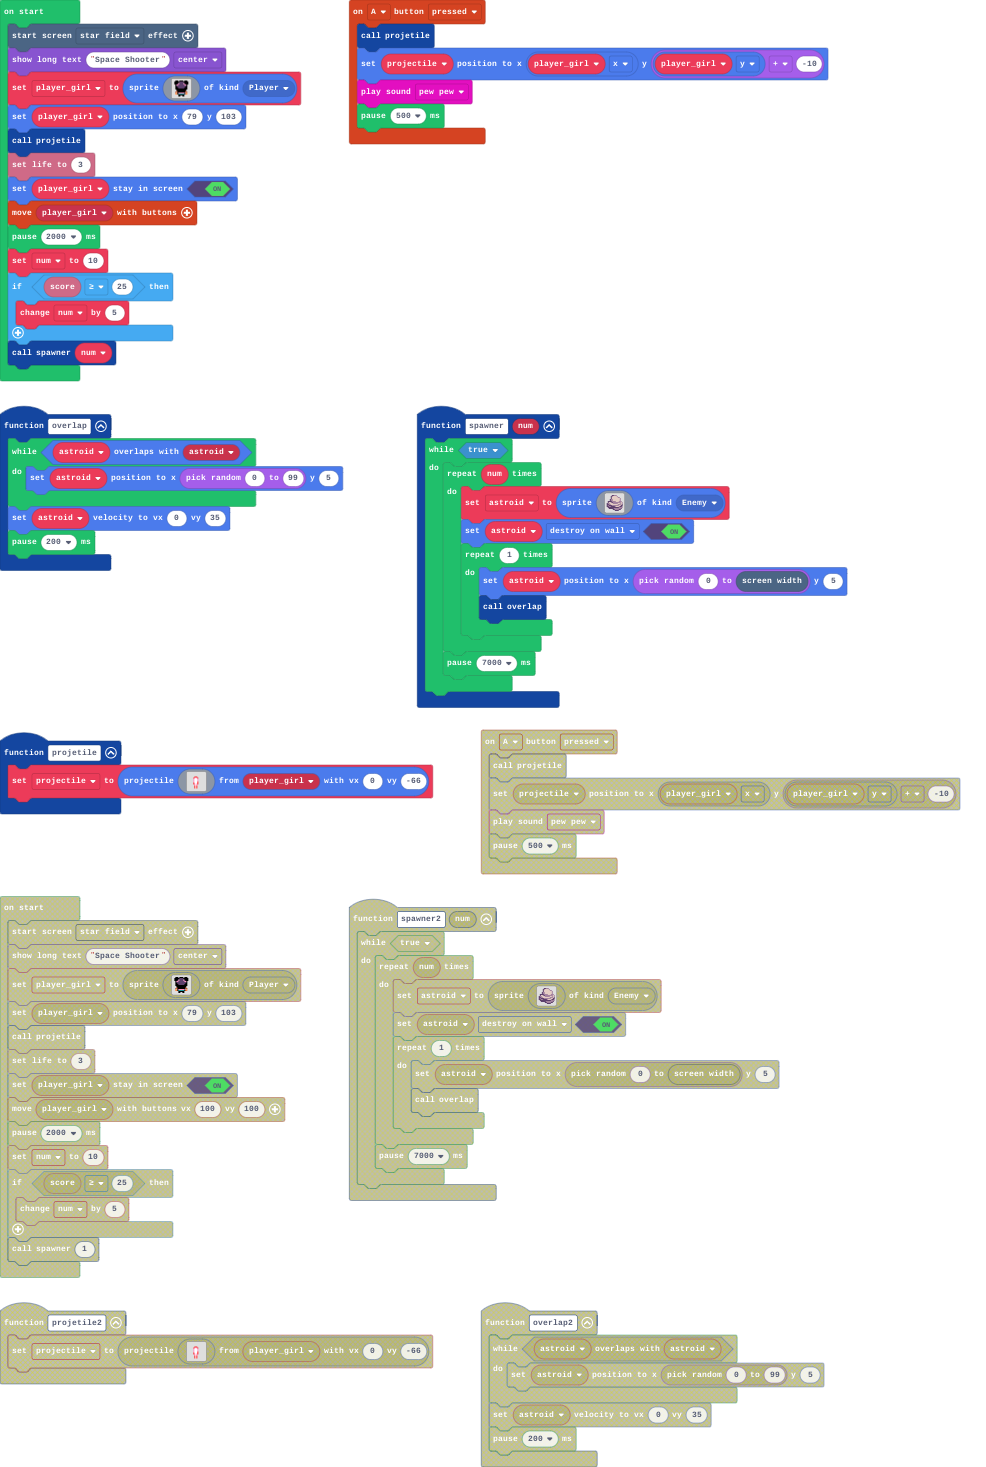 on start
start screen star field effect
show long text "Space Shooter" center
set player_girl to sprite of kind Player
set player_girl position to x 79 y 103
call projetile
set life to 3
set player_girl stay in screen ON
move player_girl with buttons
pause 2000 ms
set num to 10
if score ≥ 25 then
change num by 5
call spawner num
on A button pressed
call projetile
set projectile position to x player_girl x y player_girl y + -10
play sound pew pew
pause 500 ms
function overlap
while astroid overlaps with astroid
do set astroid position to x pick random 0 to 99 y 5
set astroid velocity to vx 0 vy 35
pause 200 ms
function spawner num
while true
do repeat num times
do set astroid to sprite of kind Enemy
set astroid destroy on wall ON
repeat 1 times
do set astroid position to x pick random 0 to screen width y 5
call overlap
pause 7000 ms
function projetile
set projectile to projectile from player_girl with vx 0 vy -66
on A button pressed
call projetile
set projectile position to x player_girl x y player_girl y + -10
play sound pew pew
pause 500 ms
on start
start screen star field effect
show long text "Space Shooter" center
set player_girl to sprite of kind Player
set player_girl position to x 79 y 103
call projetile
set life to 3
set player_girl stay in screen ON
move player_girl with buttons vx 100 vy 100
pause 2000 ms
set num to 10
if score ≥ 25 then
change num by 5
call spawner 1
function spawner2 num
while true
do repeat num times
do set astroid to sprite of kind Enemy
set astroid destroy on wall ON
repeat 1 times
do set astroid position to x pick random 0 to screen width y 5
call overlap
pause 7000 ms
function projetile2
set projectile to projectile from player_girl with vx 0 vy -66
function overlap2
while astroid overlaps with astroid
do set astroid position to x pick random 0 to 99 y 5
set astroid velocity to vx 0 vy 35
pause 200 ms